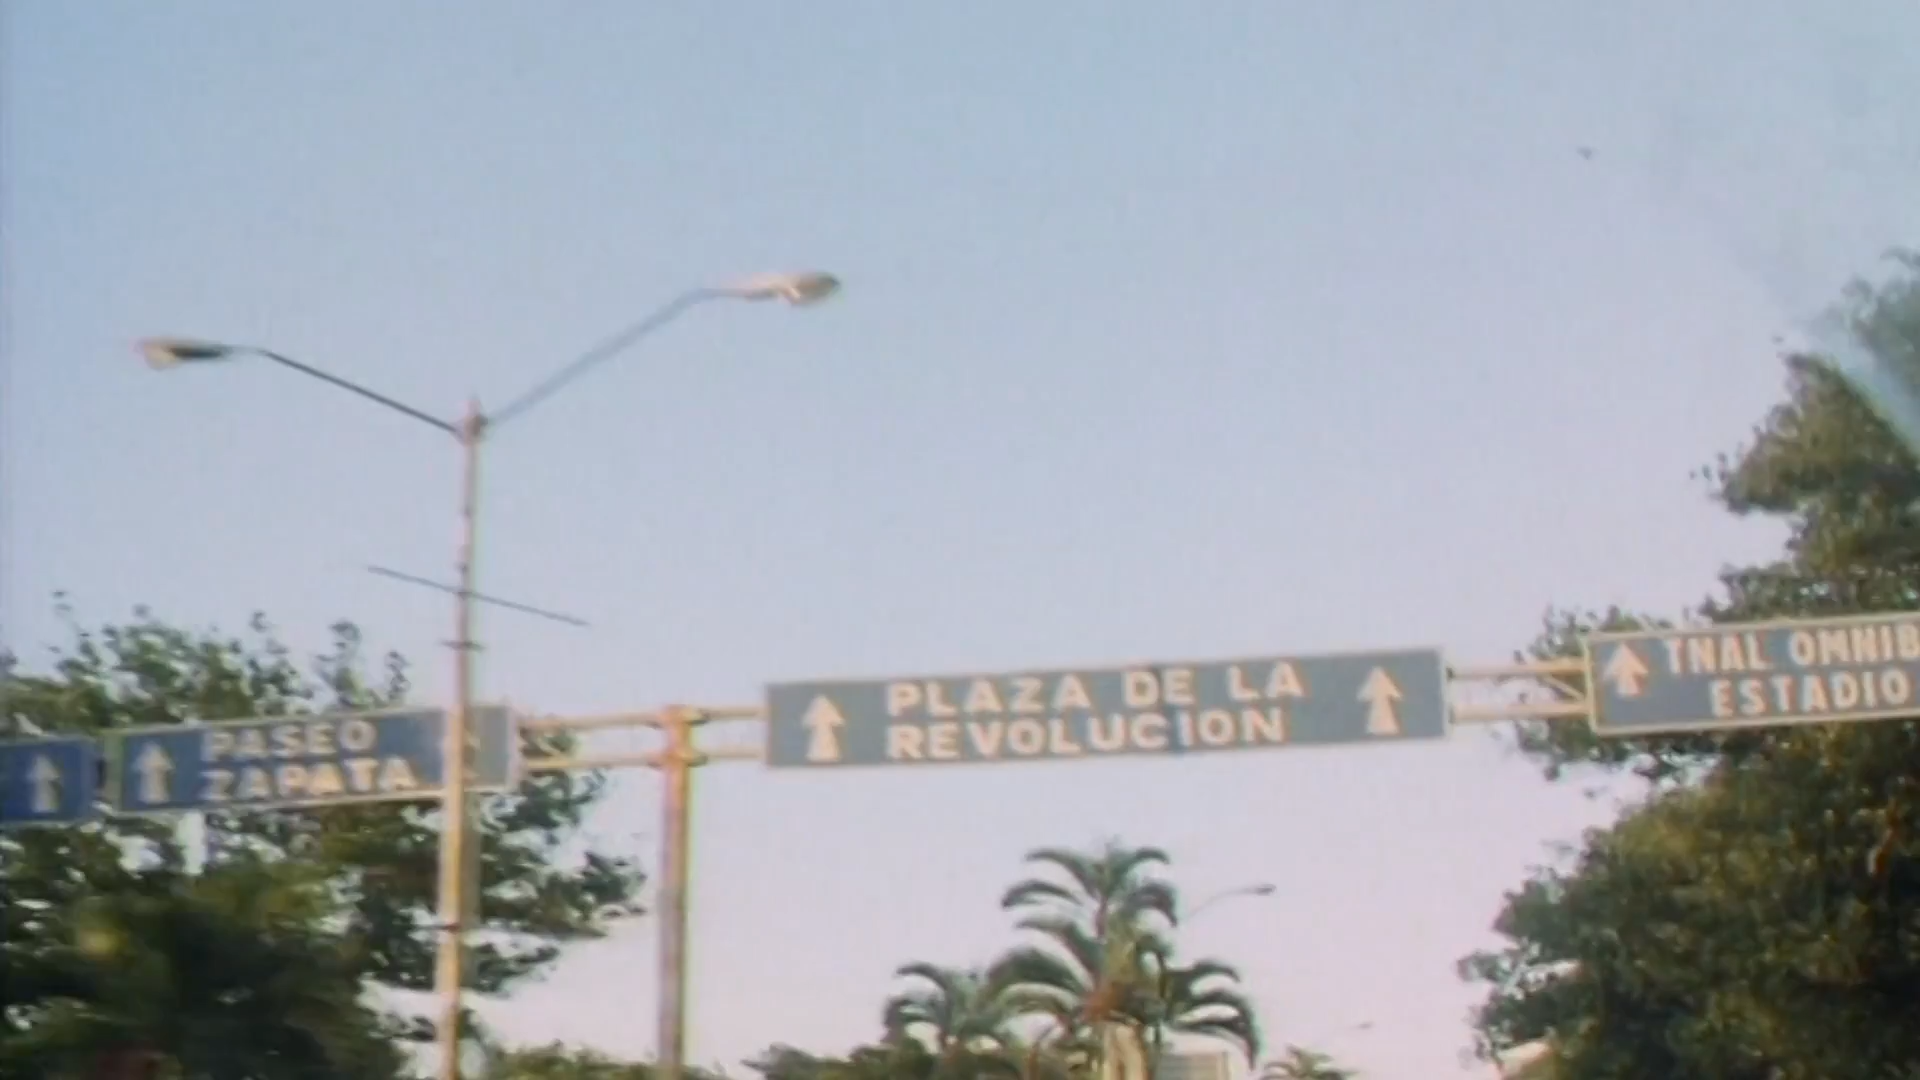 PASEO
ZAPATA
PLAZA DE LA
REVOLUCION
TNAL OMNIB
ESTADIO